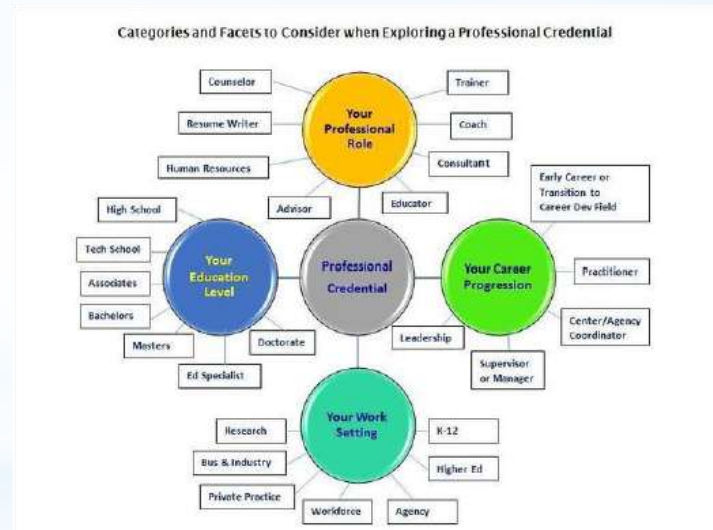 Categories and Facets to Consider when Exploring a Professional Credential
Counselor
Resume Writer
Human Resources
Advisor
Your
Professional
Role
Trainer
Coach
Consultant
Educator
High School
Tech School
Associates
Bachelors
Masters
Ed Specialist
Doctorate
Your
Education
Level
Professional
Credential
Your Career
Progression
Early Career or
Transition to
Career Dev Field
Practitioner
Center/Agency
Coordinator
Supervisor
or Manager
Leadership
Your Work
Setting
Research
Bus & Industry
Private Practice
Workforce
Agency
Higher Ed
K-12